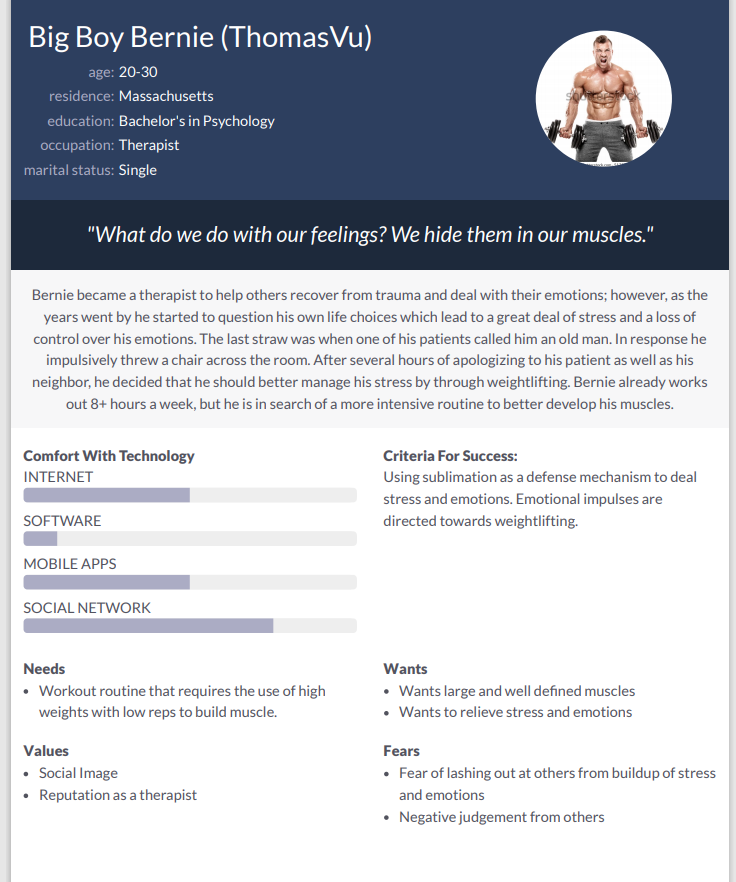 Big Boy Bernie (ThomasVu)
age: 20-30
residence: Massachusetts
education: Bachelor's in Psychology
occupation: Therapist
marital status: Single
"What do we do with our feelings? We hide them in our muscles."
Bernie became a therapist to help others recover from trauma and deal with their emotions; however, as the
years went by he started to question his own life choices which lead to a great deal of stress and a loss of
control over his emotions. The last straw was when one of his patients called him an old man. In response he
impulsively threw a chair across the room. After several hours of apologizing to his patient as well as his
neighbor, he decided that he should better manage his stress by through weightlifting. Bernie already works
out 8+ hours a week, but he is in search of a more intensive routine to better develop his muscles.
Comfort With Technology
INTERNET
SOFTWARE
MOBILE APPS
SOCIAL NETWORK
Criteria For Success:
Using sublimation as a defense mechanism to deal
stress and emotions. Emotional impulses are
directed towards weightlifting.
Needs
• Workout routine that requires the use of high
weights with low reps to build muscle.
Wants
• Wants large and well defined muscles
• Wants to relieve stress and emotions
Values
• Social Image
• Reputation as a therapist
Fears
• Fear of lashing out at others from buildup of stress
and emotions
• Negative judgement from others